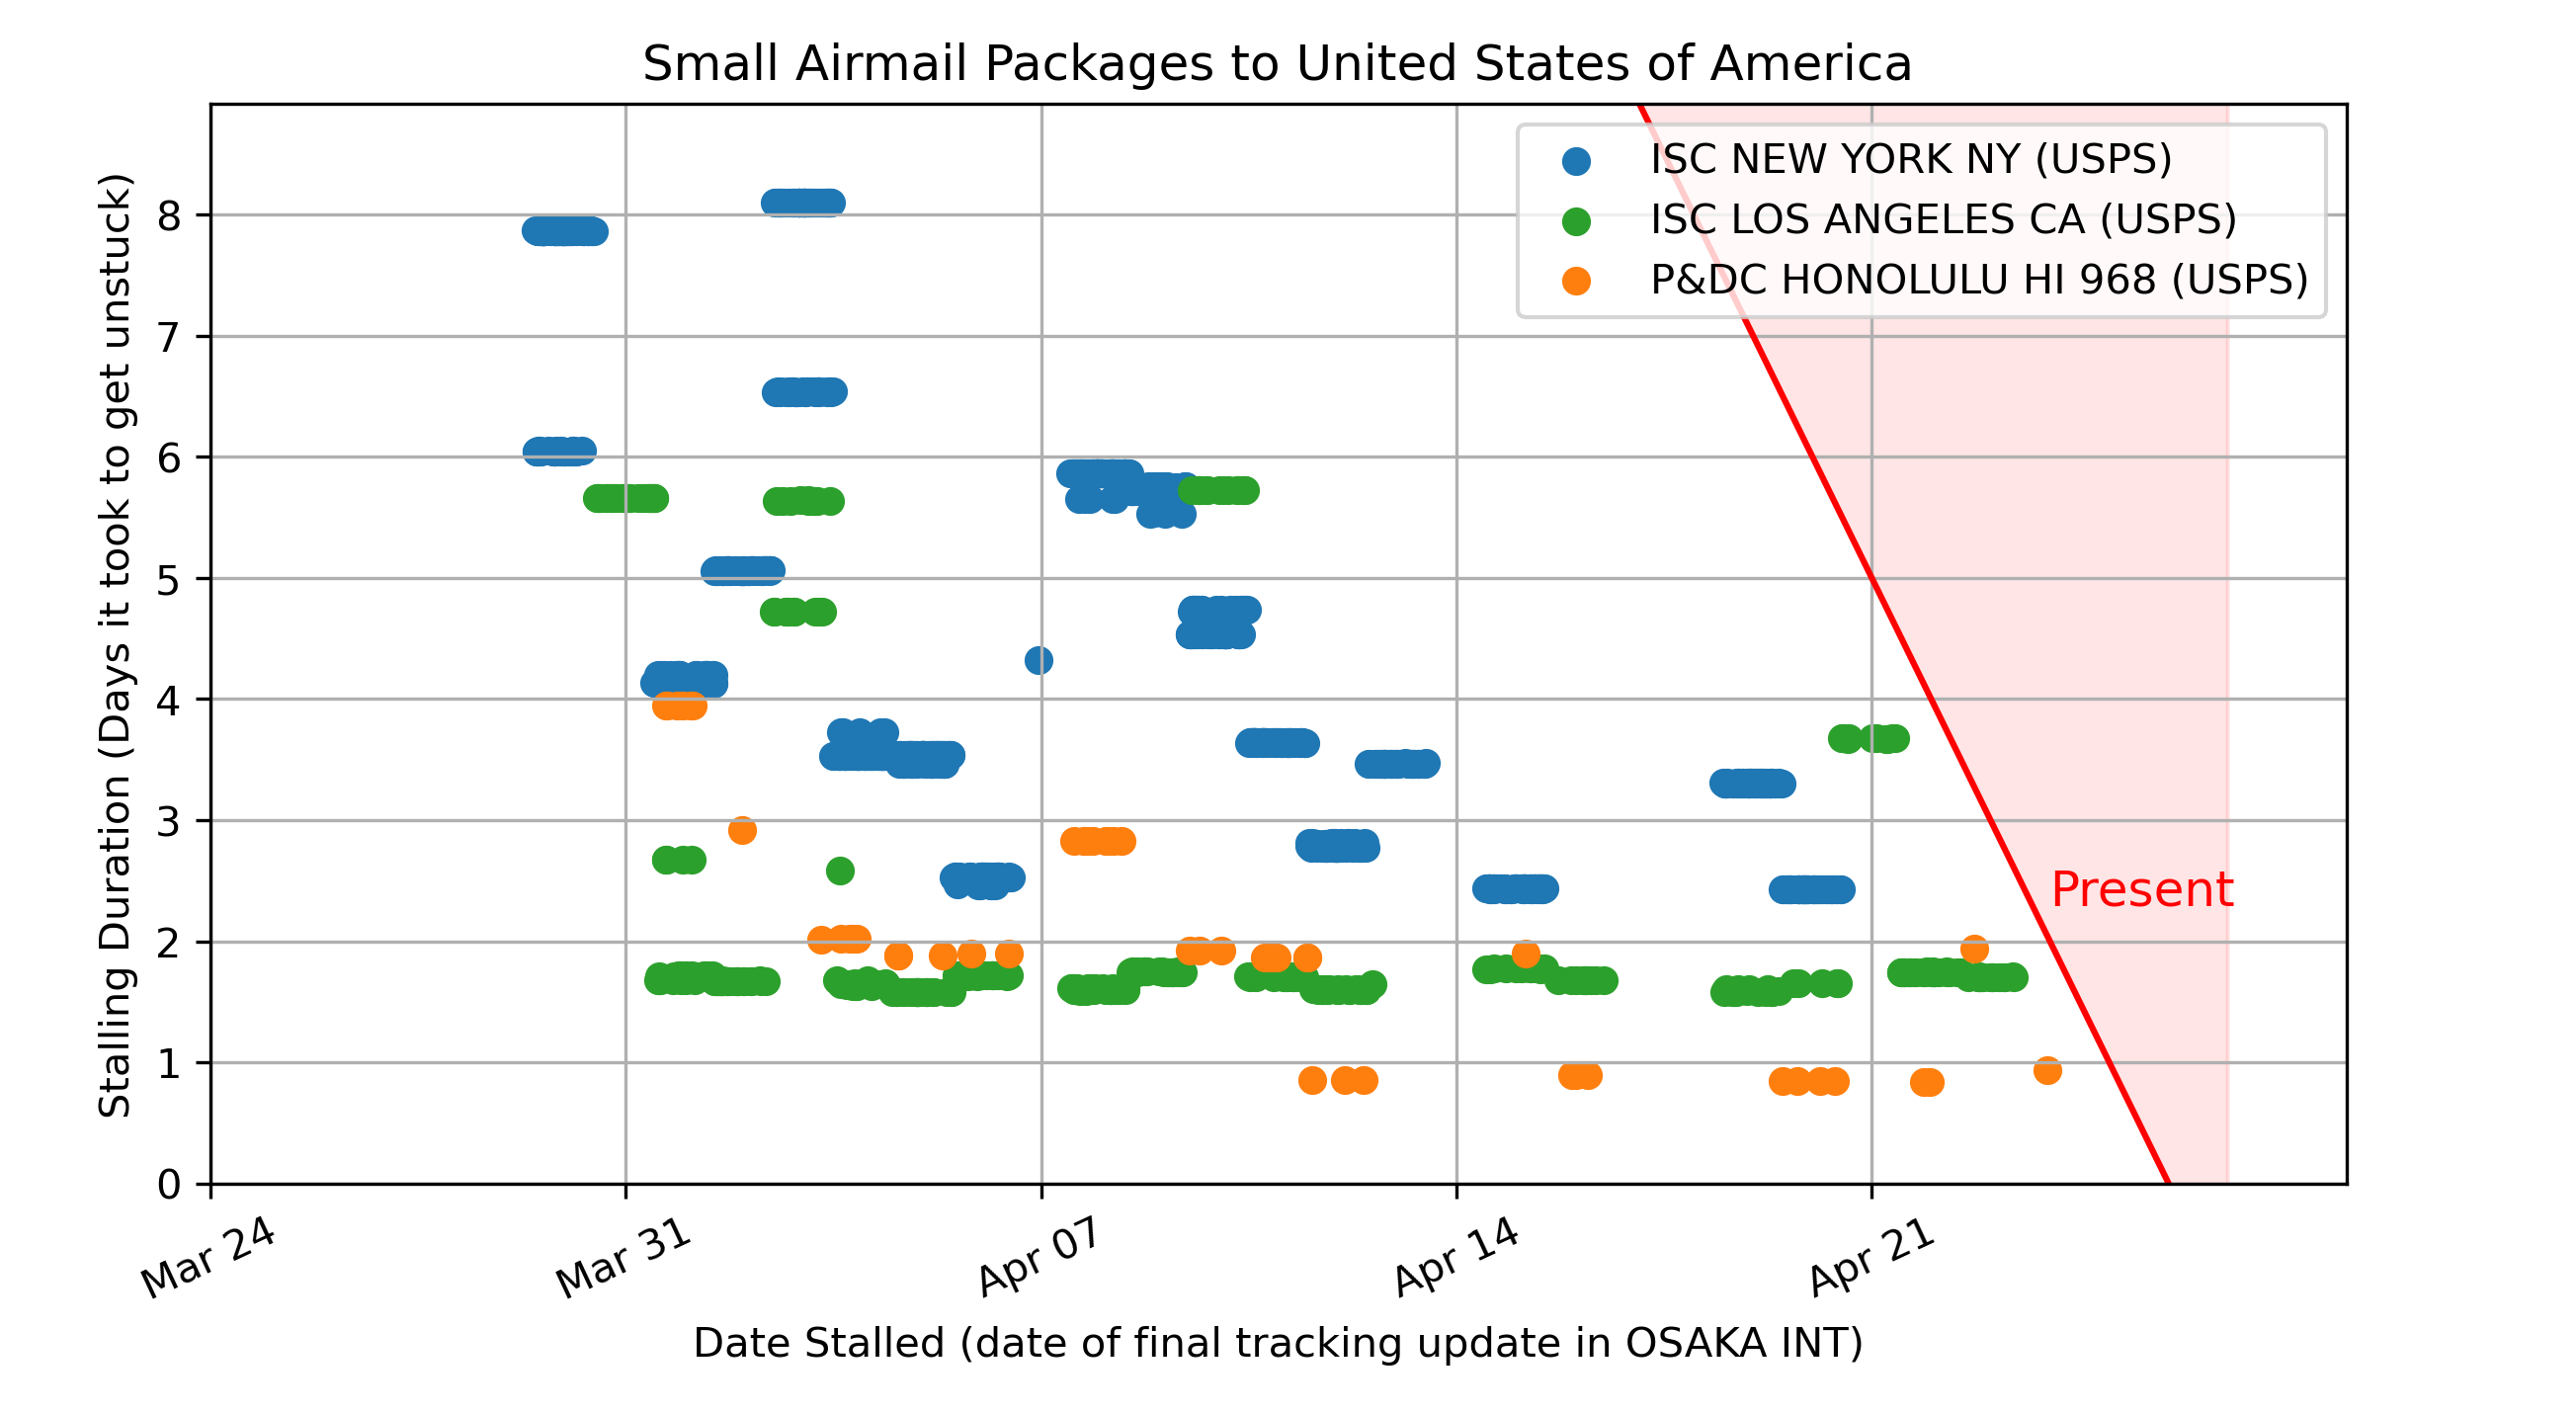 Small Airmail Packages to United States of America
Stalling Duration (Days it took to get unstuck)
8
7
6
5
4
3
2
1
0
ISC NEW YORK NY (USPS)
ISC LOS ANGELES CA (USPS)
P&DC HONOLULU HI 968 (USPS)
Present
Mar 24
Mar 31
Apr 07
Apr 14
Apr 21
Date Stalled (date of final tracking update in OSAKA INT)